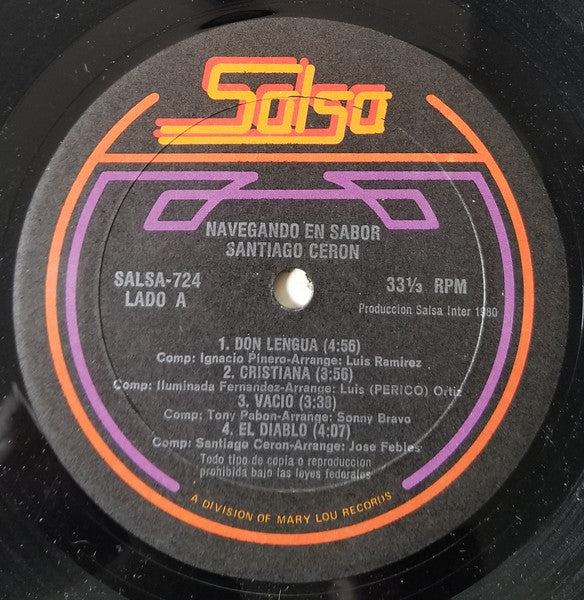 Salsa
NAVEGANDO EN SABOR
SANTIAGO CERON
SALSA-724
LADO A
33⅓ RPM
Produccion Salsa Inter 1980
1. DON LENGUA (4:56)
Comp: Ignacio Pinero-Arrange: Luis Ramirez
2. CRISTIANA (3:56)
Comp: Iluminada Fernandez-Arrange: Luis (PERICO) Ortiz
3. VACIO (3:38)
Comp: Tony Pabon-Arrange: Sonny Bravo
4. EL DIABLO (4:07)
Comp: Santiago Ceron-Arrange: Jose Febles
Todo tipo de copia o reproduccion
prohibida bajo las leyes federales
A DIVISION OF MARY LOU RECORDS